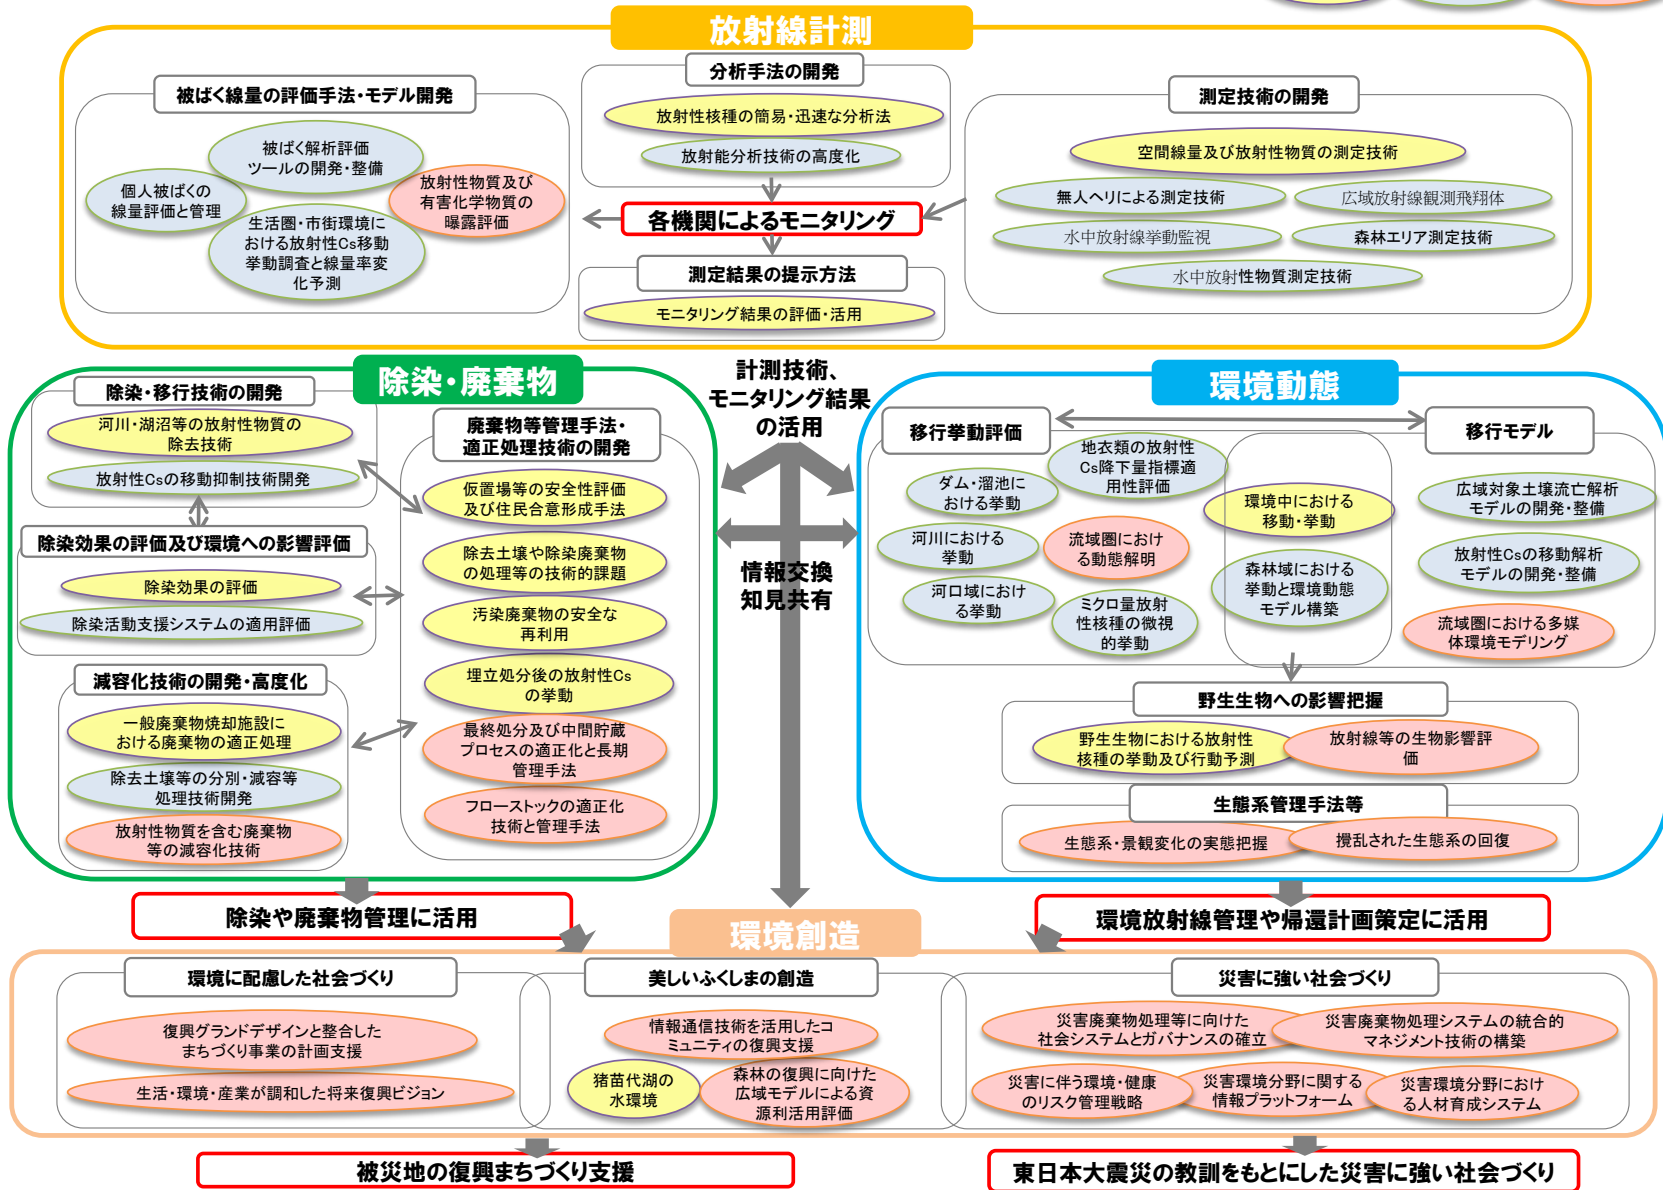 放射線計測
被ばく線量の評価手法・モデル開発
被ばく解析評価
ツールの開発・整備
個人被ばくの
線量評価と管理
放射性物質及び
有害化学物質の
曝露評価
生活圏・市街環境に
おける放射性Cs移動
挙動調査と線量率変
化予測
分析手法の開発
放射性核種の簡易・迅速な分析法
放射能分析技術の高度化
各機関によるモニタリング
測定結果の提示方法
モニタリング結果の評価・活用
測定技術の開発
空間線量及び放射性物質の測定技術
無人ヘリによる測定技術
広域放射線観測飛翔体
水中放射線挙動監視
森林エリア測定技術
水中放射性物質測定技術
除染・廃棄物
除染・移行技術の開発
河川・湖沼等の放射性物質の
除去技術
放射性Csの移動抑制技術開発
除染効果の評価及び環境への影響評価
除染効果の評価
除染活動支援システムの適用評価
減容化技術の開発・高度化
一般廃棄物焼却施設に
おける廃棄物の適正処理
除去土壌等の分別・減容等
処理技術開発
放射性物質を含む廃棄物
等の減容化技術
廃棄物等管理手法・
適正処理技術の開発
仮置場等の安全性評価
及び住民合意形成手法
除去土壌や除染廃棄物
の処理等の技術的課題
汚染廃棄物の安全な
再利用
埋立処分後の放射性Cs
の挙動
最終処分及び中間貯蔵
プロセスの適正化と長期
管理手法
フローストックの適正化
技術と管理手法
計測技術、
モニタリング結果
の活用
情報交換
知見共有
環境動態
移行挙動評価
移行モデル
ダム・溜池に
おける挙動
地衣類の放射性
Cs降下量指標適
用性評価
河川における
挙動
流域圏におけ
る動態解明
河口域におけ
る挙動
ミクロ量放射
性核種の微視
的挙動
環境中における
移動・挙動
森林域における
挙動と環境動態
モデル構築
広域対象土壌流亡解析
モデルの開発・整備
放射性Csの移動解析
モデルの開発・整備
流域圏における多媒
体環境モデリング
野生生物への影響把握
野生生物における放射性
核種の挙動及び行動予測
放射線等の生物影響評
価
生態系管理手法等
生態系・景観変化の実態把握
攪乱された生態系の回復
除染や廃棄物管理に活用
環境放射線管理や帰還計画策定に活用
環境創造
環境に配慮した社会づくり
復興グランドデザインと整合した
まちづくり事業の計画支援
生活・環境・産業が調和した将来復興ビジョン
美しいふくしまの創造
情報通信技術を活用したコ
ミュニティの復興支援
猪苗代湖の
水環境
森林の復興に向けた
広域モデルによる資
源利活用評価
災害に強い社会づくり
災害廃棄物処理等に向けた
社会システムとガバナンスの確立
災害廃棄物処理システムの統合的
マネジメント技術の構築
災害に伴う環境・健康
のリスク管理戦略
災害環境分野に関する
情報プラットフォーム
災害環境分野におけ
る人材育成システム
被災地の復興まちづくり支援
東日本大震災の教訓をもとにした災害に強い社会づくり